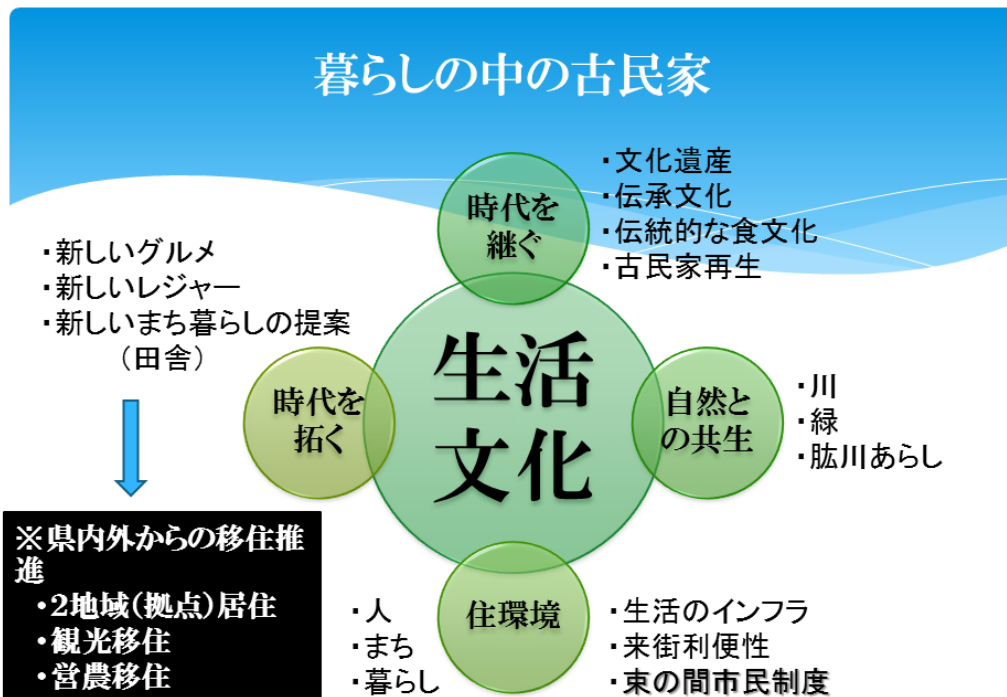 暮らしの中の古民家
時代を
継ぐ
・文化遺産
・伝承文化
・伝統的な食文化
・古民家再生
・新しいグルメ
・新しいレジャー
・新しいまち暮らしの提案
（田舎）
時代を
拓く
生活
文化
自然と
の共生
・川
・緑
・肱川あらし
※県内外からの移住推
進
・2地域(拠点)居住
・観光移住
・営農移住
・人
・まち
・暮らし
住環境
・生活のインフラ
・来街利便性
・束の間市民制度